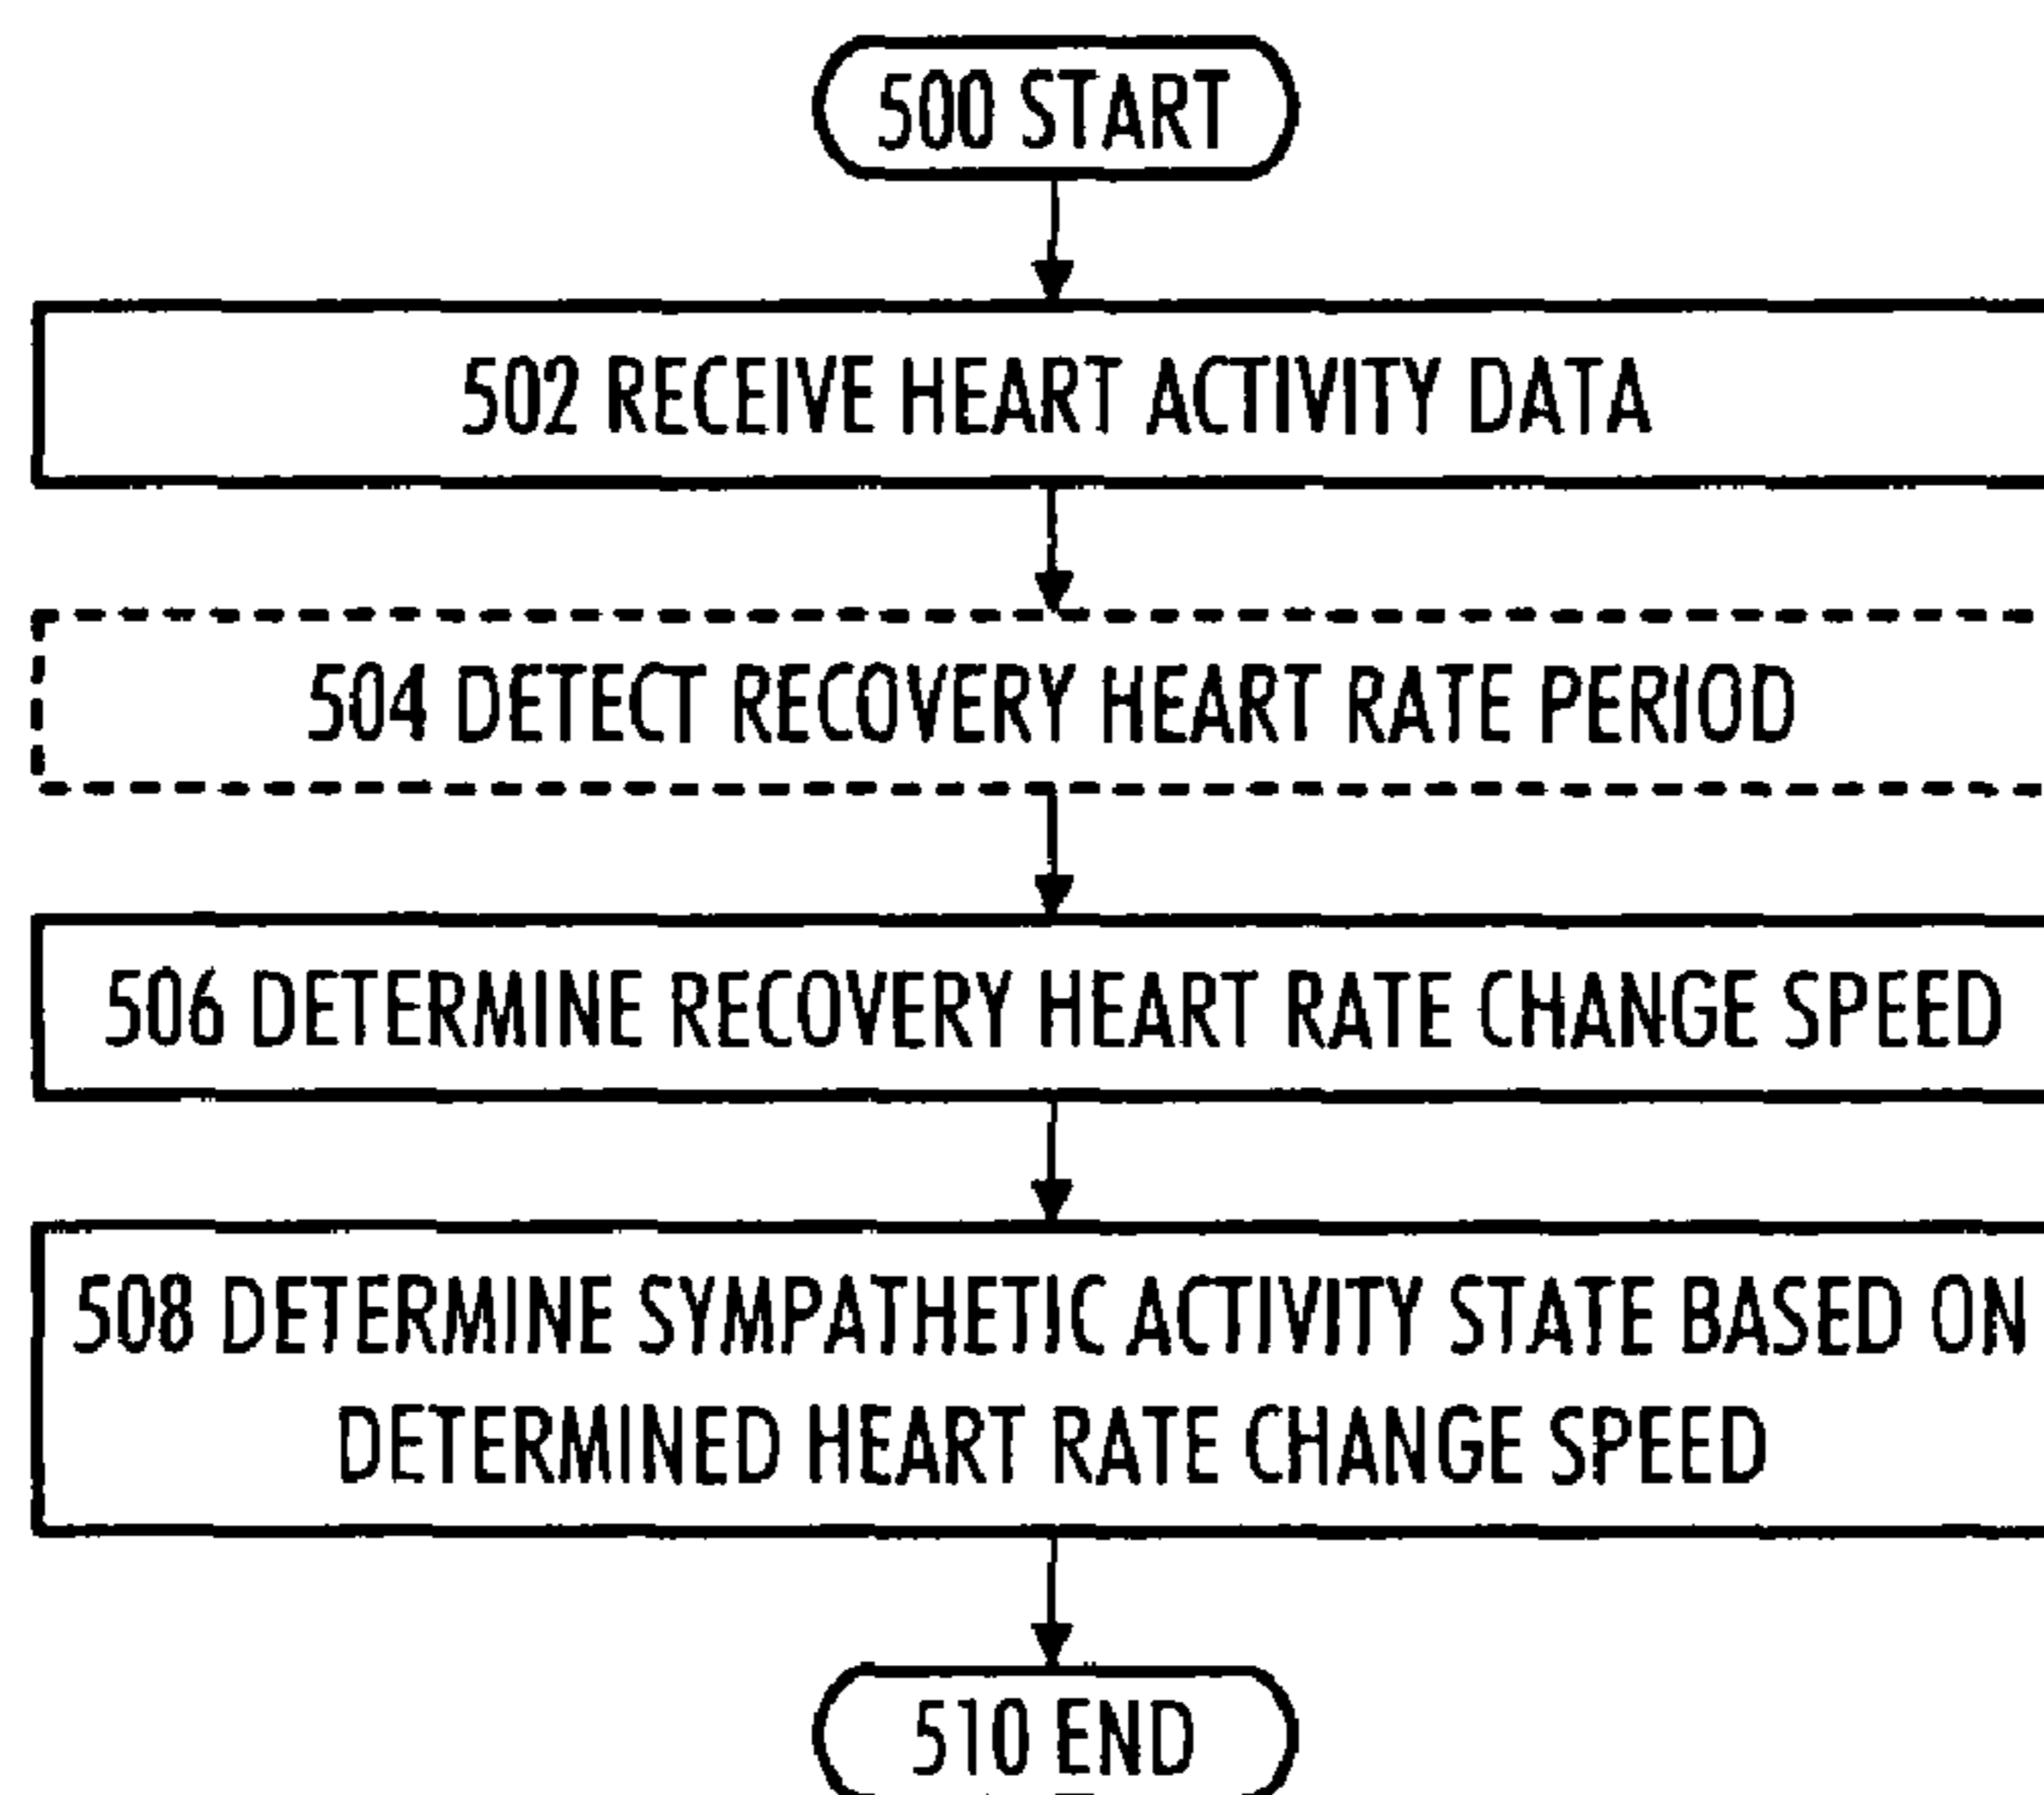 500 START
502 RECEIVE HEART ACTIVITY DATA
504 DETECT RECOVERY HEART RATE PERIOD
506 DETERMINE RECOVERY HEART RATE CHANGE SPEED
508 DETERMINE SYMPATHETIC ACTIVITY STATE BASED ON
DETERMINED HEART RATE CHANGE SPEED
510 END